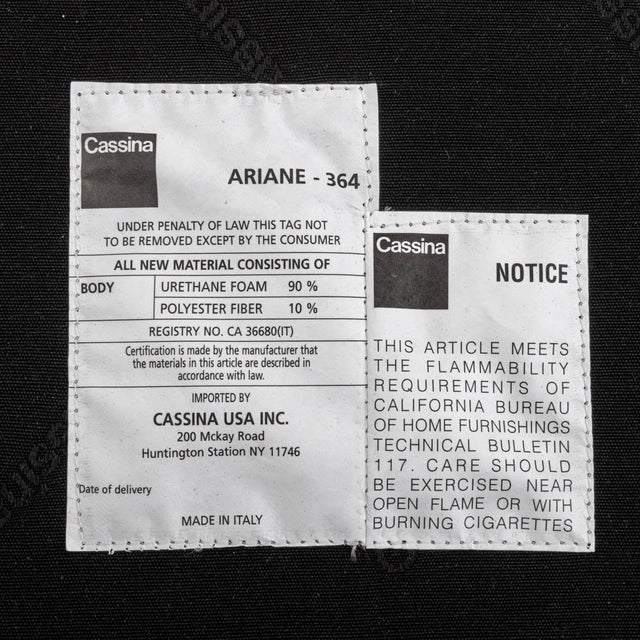 Cassina
ARIANE - 364
UNDER PENALTY OF LAW THIS TAG NOT
TO BE REMOVED EXCEPT BY THE CONSUMER
ALL NEW MATERIAL CONSISTING OF
BODY URETHANE FOAM 90 %
POLYESTER FIBER 10 %
REGISTRY NO. CA 36680(IT)
Certification is made by the manufacturer that
the materials in this article are described in
accordance with law.
IMPORTED BY
CASSINA USA INC.
200 Mckay Road
Huntington Station NY 11746
Date of delivery
MADE IN ITALY
Cassina
NOTICE
THIS ARTICLE MEETS
THE FLAMMABILITY
REQUIREMENTS OF
CALIFORNIA BUREAU
OF HOME FURNISHINGS
TECHNICAL BULLETIN
117. CARE SHOULD
BE EXERCISED NEAR
OPEN FLAME OR WITH
BURNING CIGARETTES